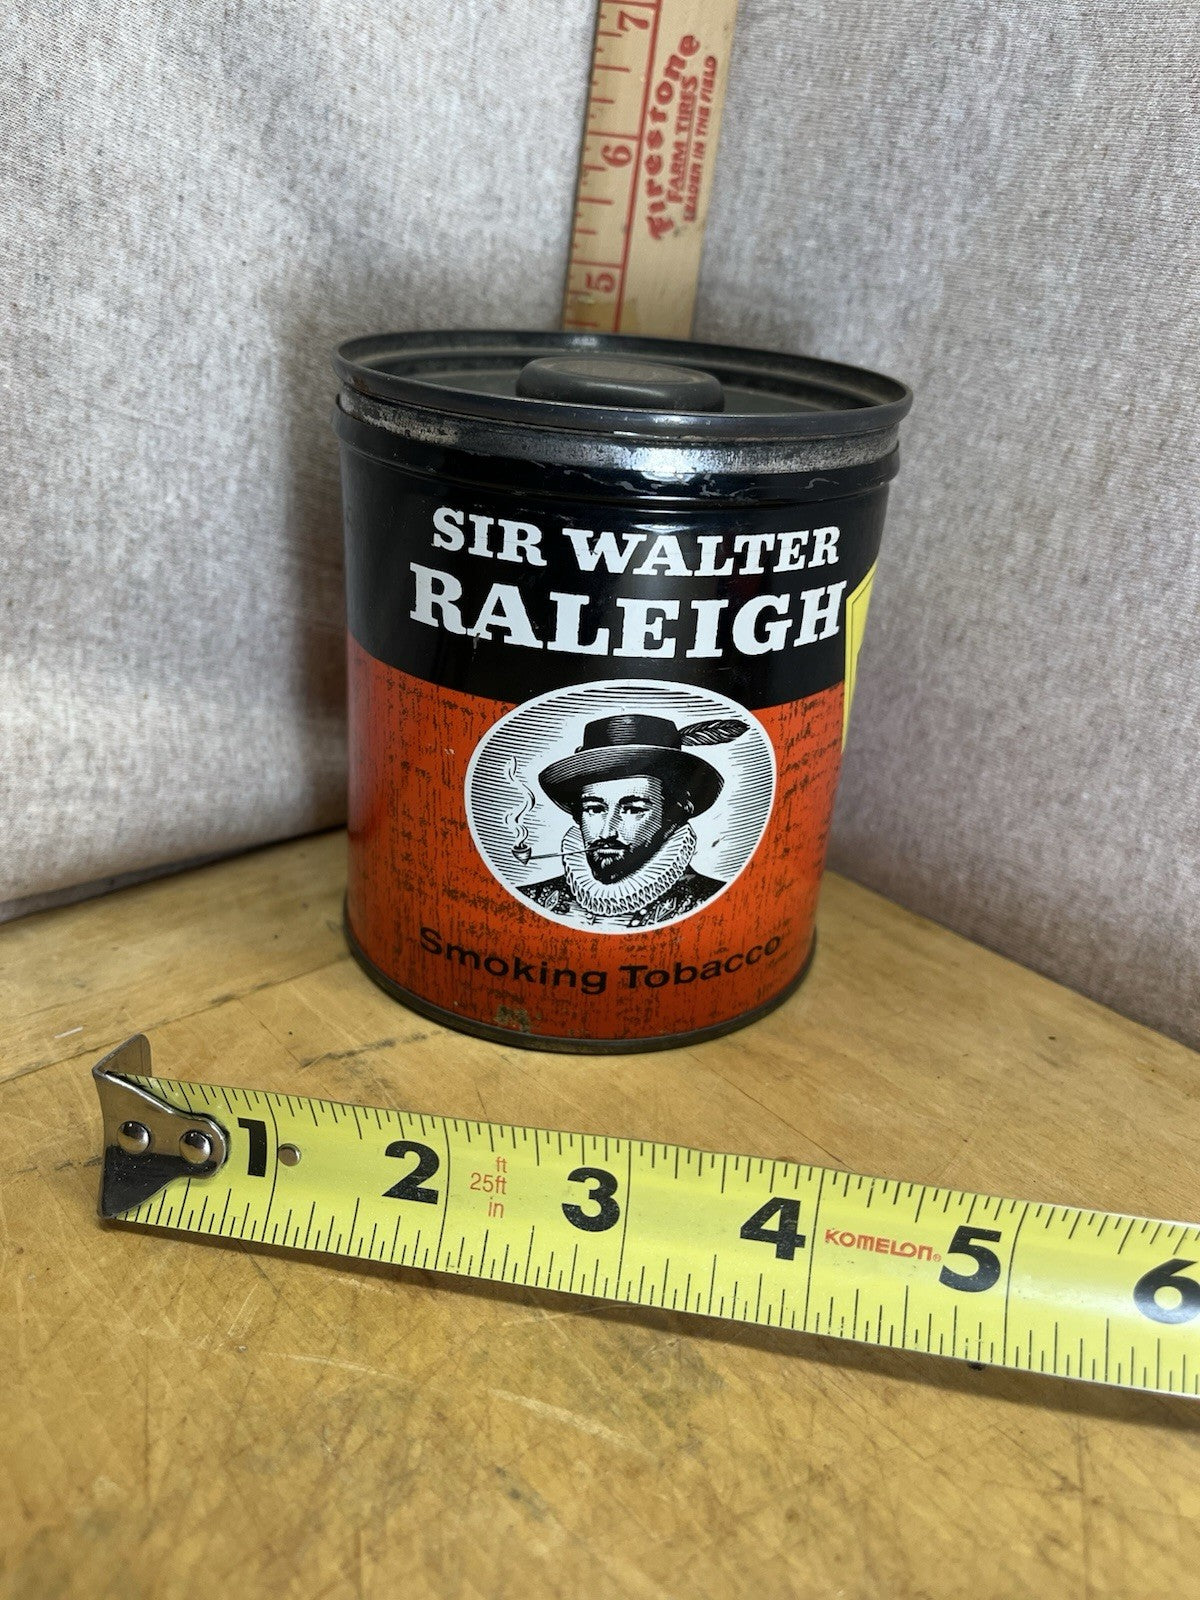 7
6
5
Firestone
FARM TIRES
LEADER IN THE FIELD
SIR WALTER
RALEIGH
Smoking Tobacco
1 2 3 4 5 6
ft
25ft
in
KOMELON®